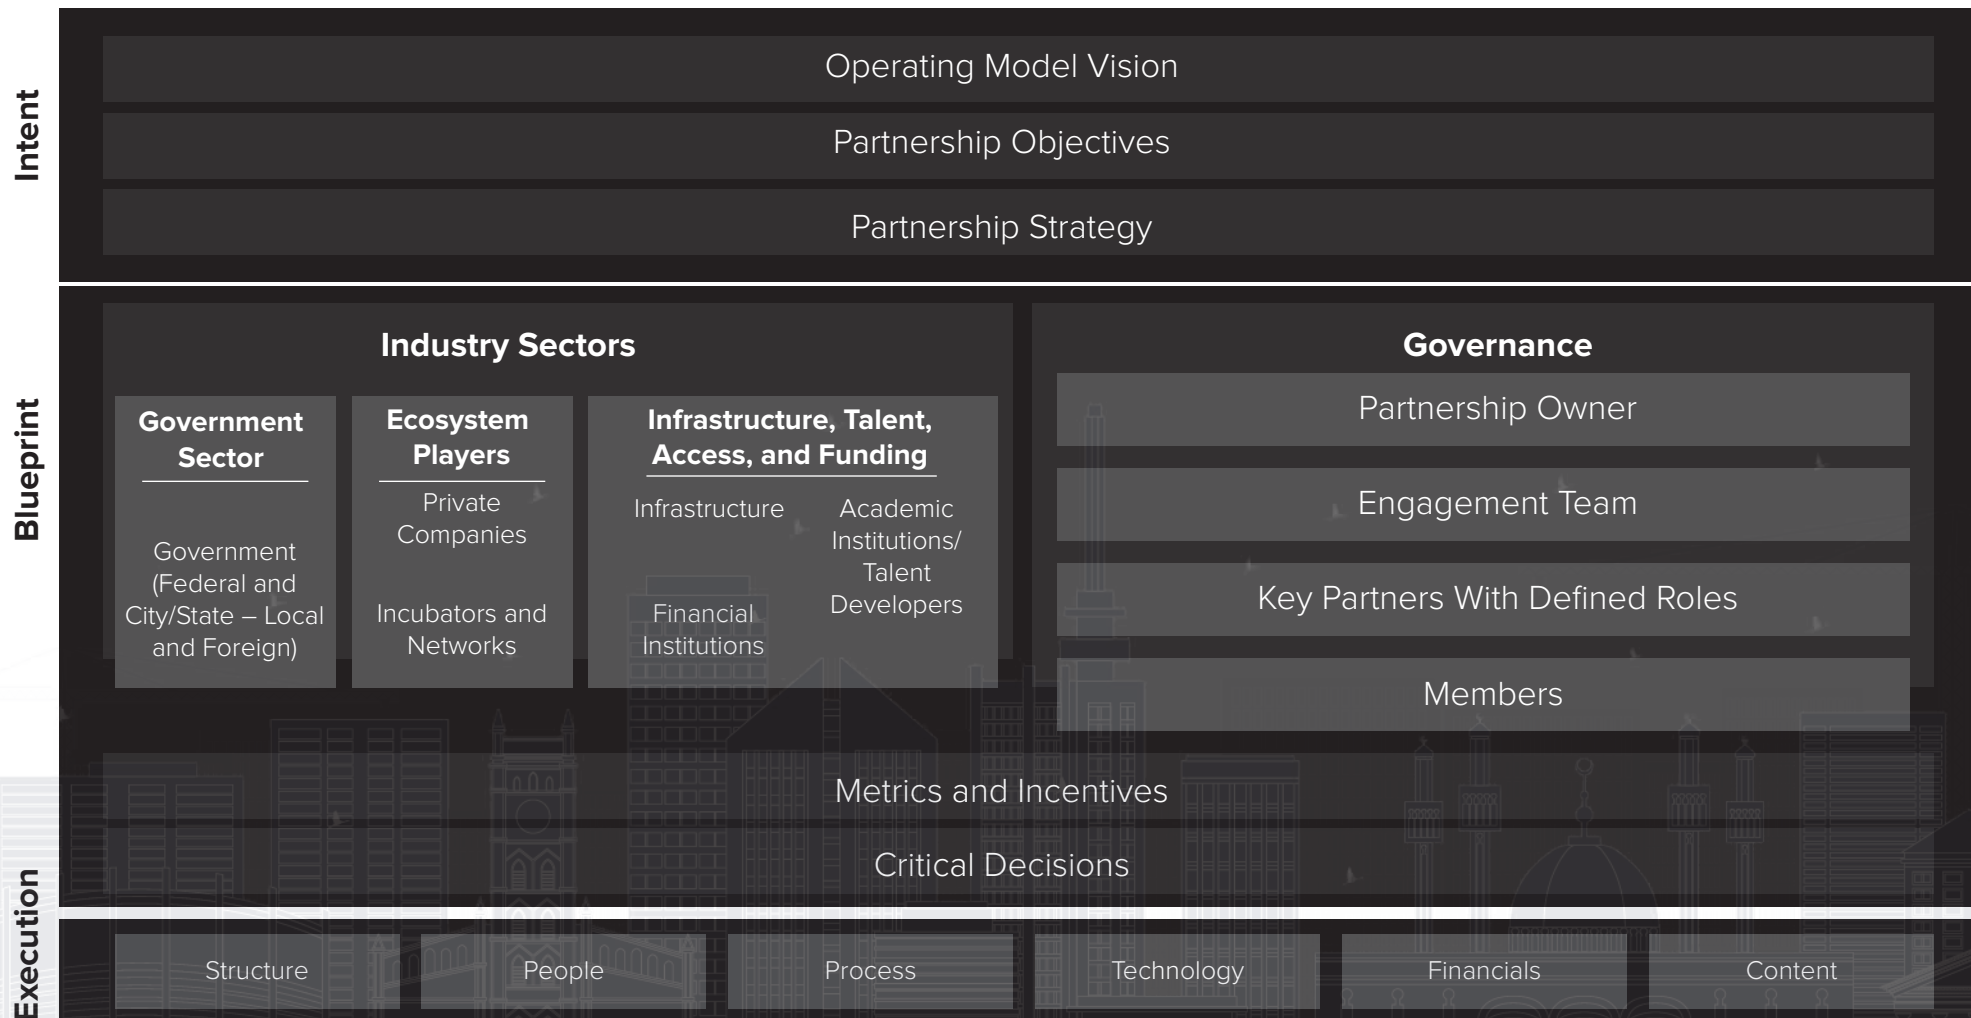 Intent
Operating Model Vision
Partnership Objectives
Partnership Strategy
Blueprint
Industry Sectors
Government
Sector
Government
(Federal and
City/State – Local
and Foreign)
Ecosystem
Players
Private
Companies
Incubators and
Networks
Infrastructure, Talent,
Access, and Funding
Infrastructure
Financial
Institutions
Academic
Institutions/
Talent
Developers
Governance
Partnership Owner
Engagement Team
Key Partners With Defined Roles
Members
Metrics and Incentives
Critical Decisions
Execution
Structure
People
Process
Technology
Financials
Content